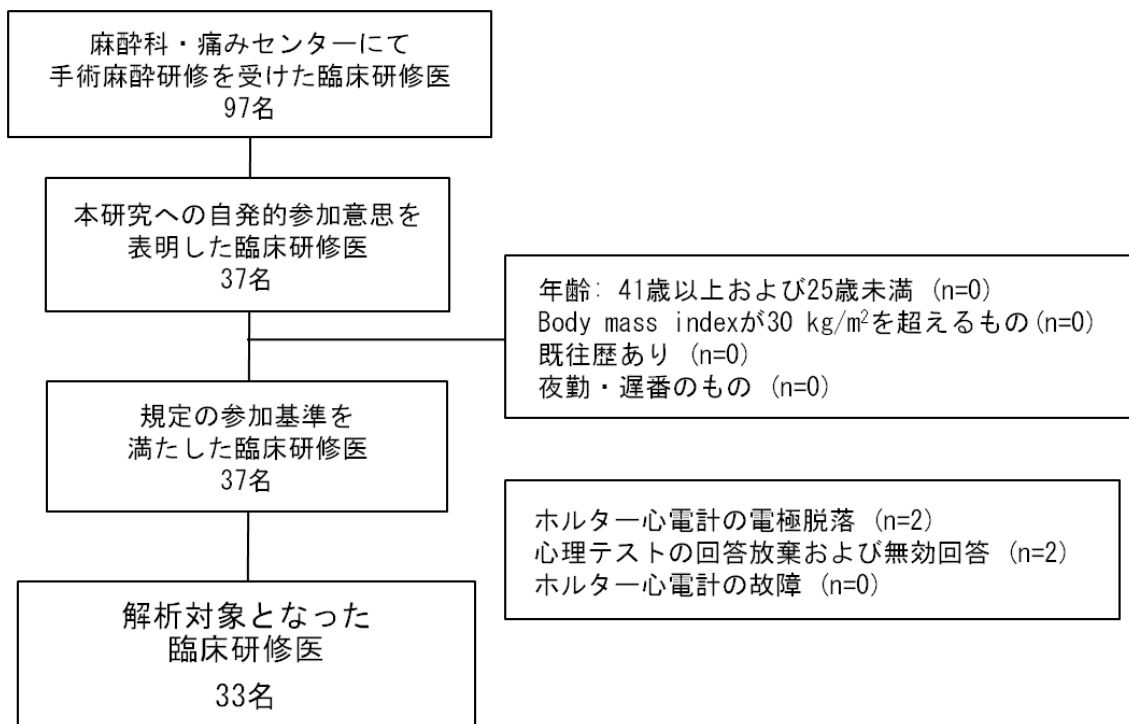 麻酔科・痛みセンターにて
手術麻酔研修を受けた臨床研修医
97名
本研究への自発的参加意思を
表明した臨床研修医
37名
年齢: 41歳以上および25歳未満 (n=0)
Body mass indexが30 kg/m²を超えるもの(n=0)
既往歴あり (n=0)
夜勤・遅番のもの (n=0)
規定の参加基準を
満たした臨床研修医
37名
ホルター心電計の電極脱落 (n=2)
心理テストの回答放棄および無効回答 (n=2)
ホルター心電計の故障 (n=0)
解析対象となった
臨床研修医
33名